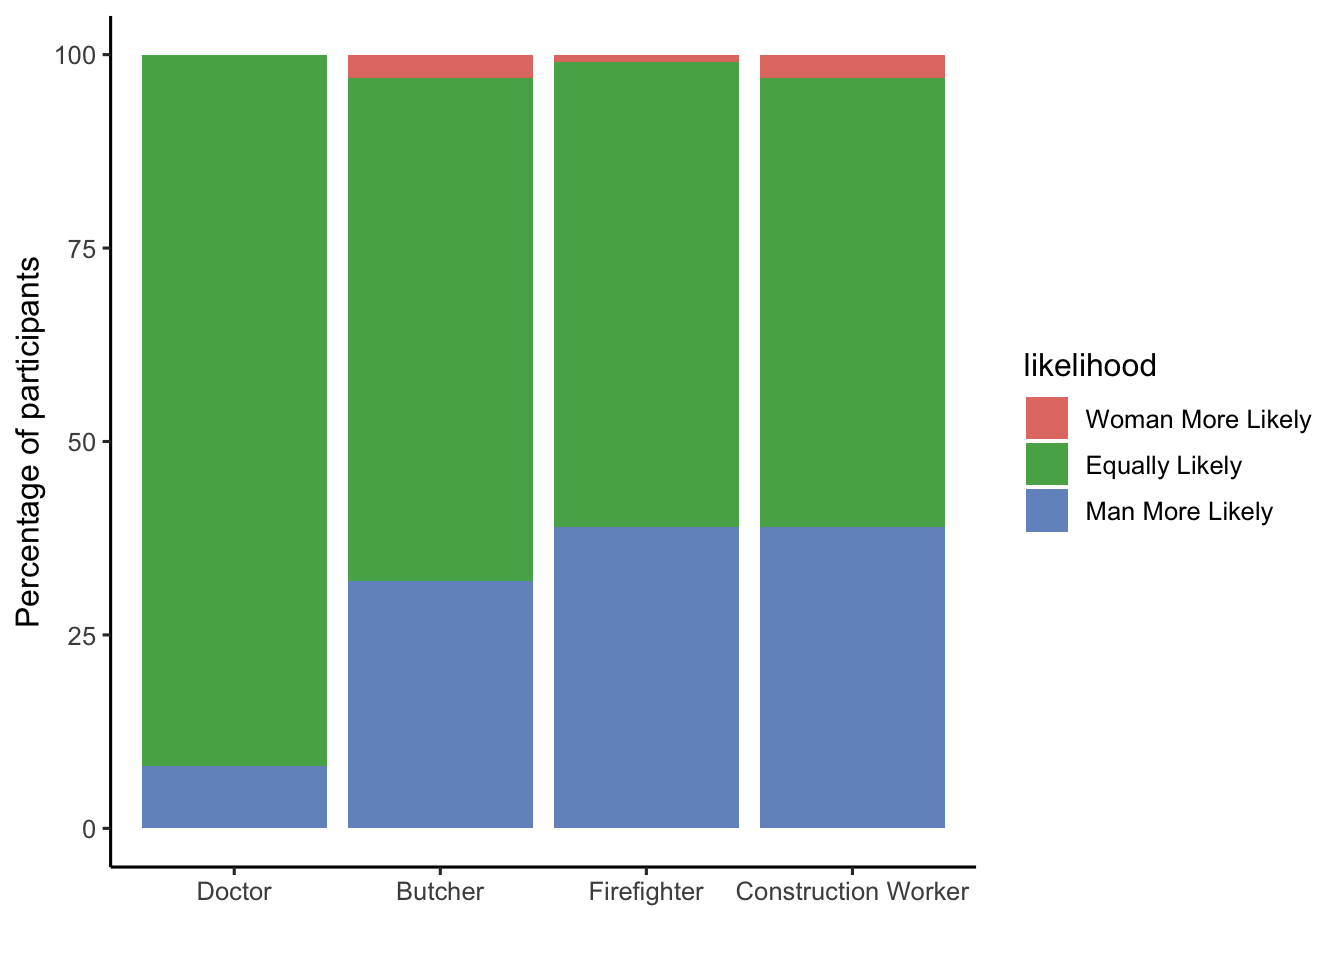 Percentage of participants
100
75
50
25
0
Doctor
Butcher
Firefighter
Construction Worker
likelihood
Woman More Likely
Equally Likely
Man More Likely